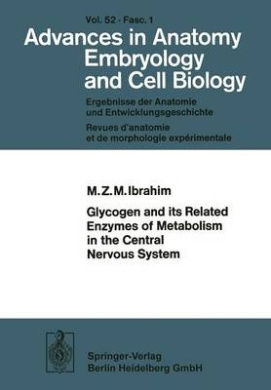 Vol. 52 · Fasc. 1
Advances in Anatomy
Embryology
and Cell Biology
Ergebnisse der Anatomie
und Entwicklungsgeschichte
Revues d'anatomie
et de morphologie expérimentale
M.Z.M.Ibrahim
Glycogen and its Related
Enzymes of Metabolism
in the Central
Nervous System
Springer-Verlag
Berlin Heidelberg GmbH